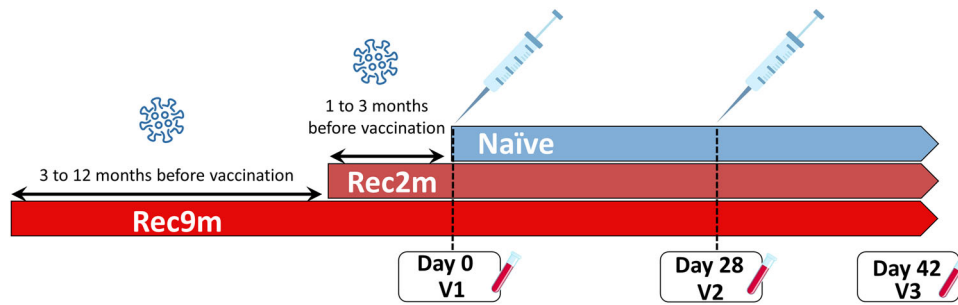 1 to 3 months
before vaccination
3 to 12 months before vaccination
Naïve
Rec2m
Rec9m
Day 0
V1
Day 28
V2
Day 42
V3